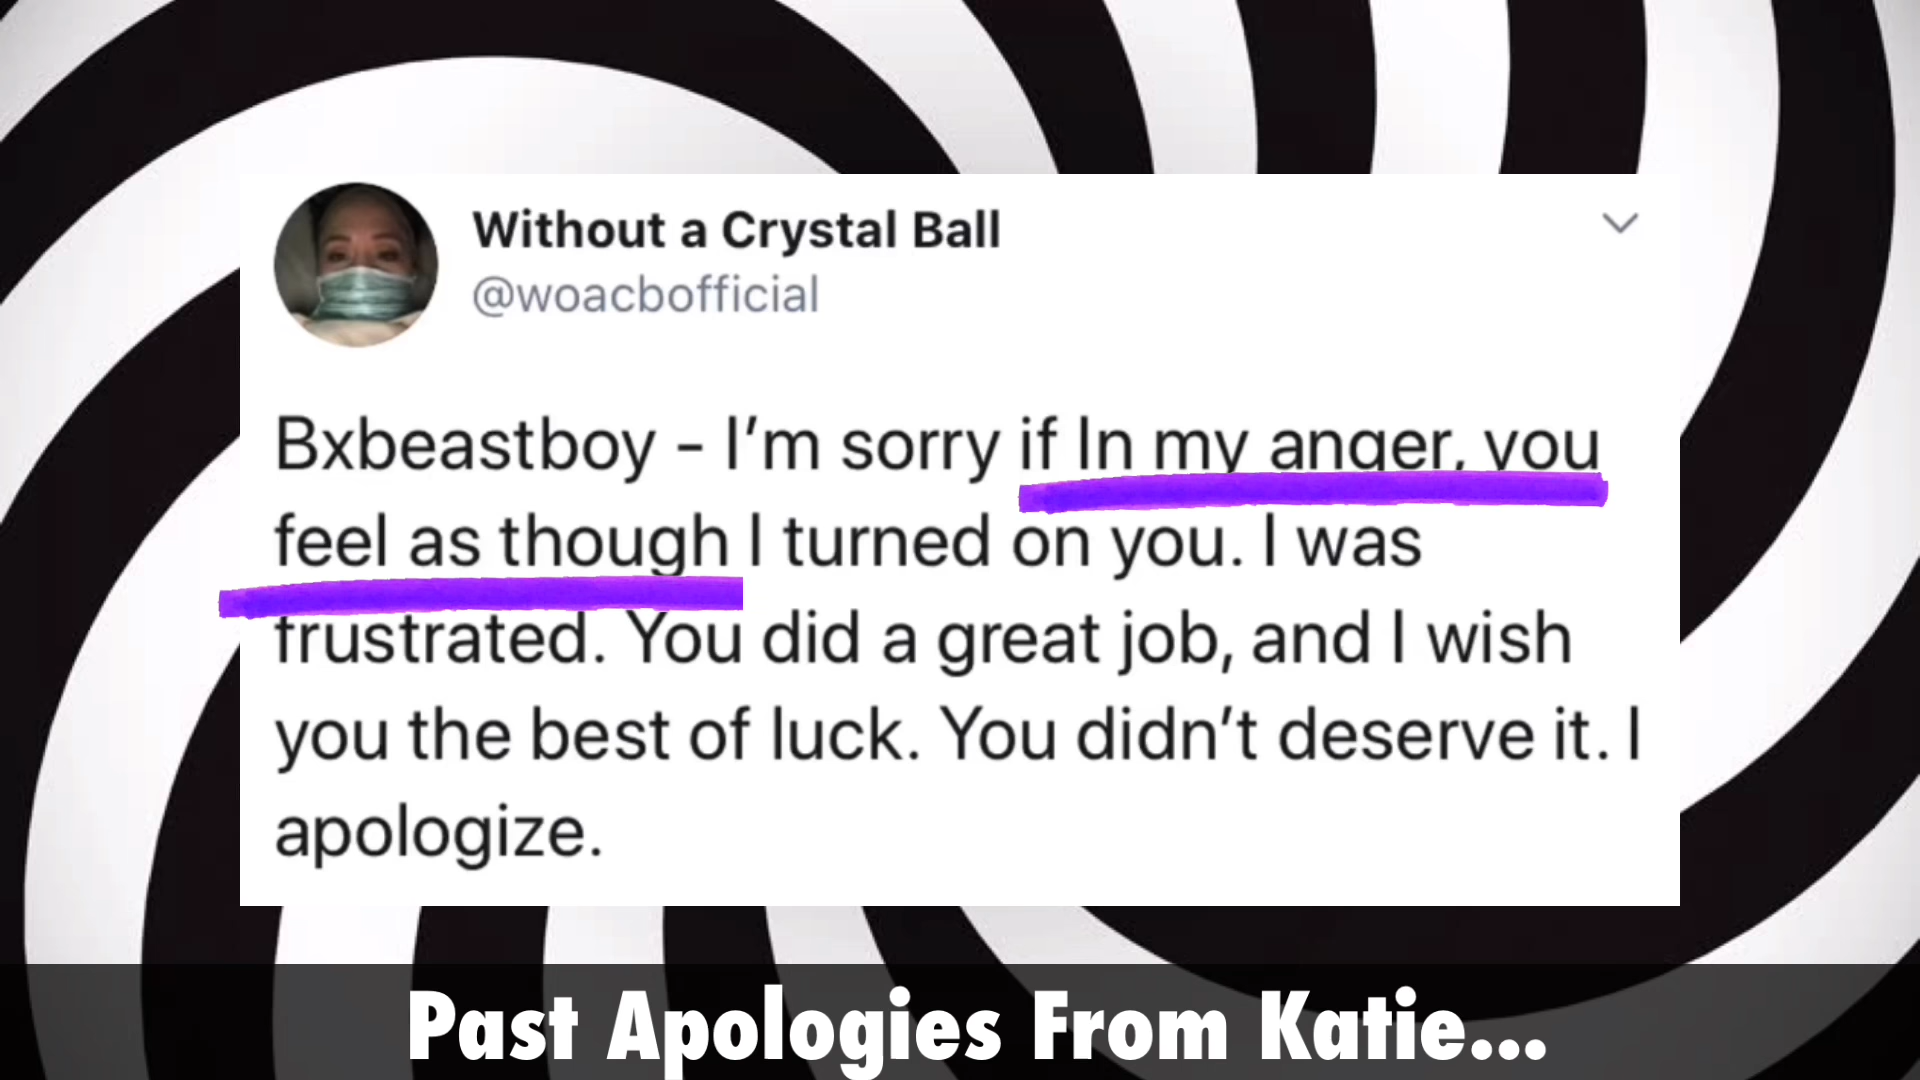 Without a Crystal Ball
@woacbofficial
Bxbeastboy - I'm sorry if In my anger, you
feel as though I turned on you. I was
frustrated. You did a great job, and I wish
you the best of luck. You didn't deserve it. I
apologize.
Past Apologies From Katie...